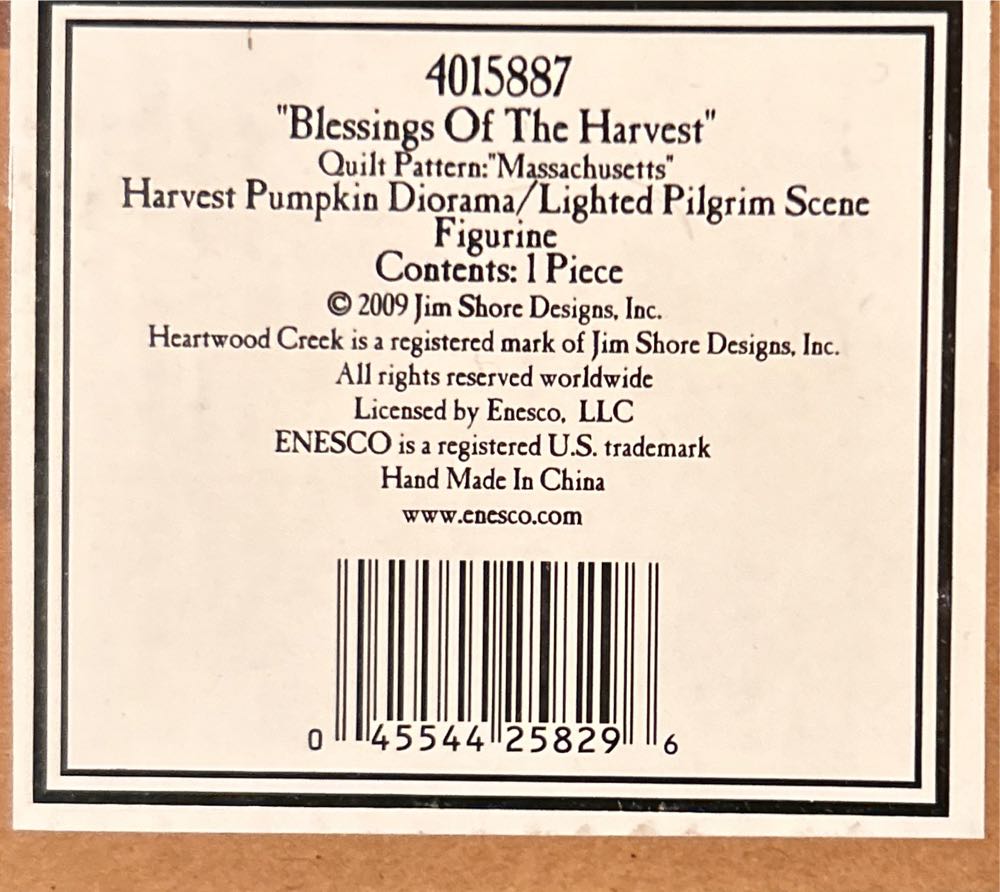 4015887
"Blessings Of The Harvest"
Quilt Pattern:"Massachusetts"
Harvest Pumpkin Diorama/Lighted Pilgrim Scene
Figurine
Contents: 1 Piece
© 2009 Jim Shore Designs, Inc.
Heartwood Creek is a registered mark of Jim Shore Designs, Inc.
All rights reserved worldwide
Licensed by Enesco, LLC
ENESCO is a registered U.S. trademark
Hand Made In China
www.enesco.com
0 45544 25829 6